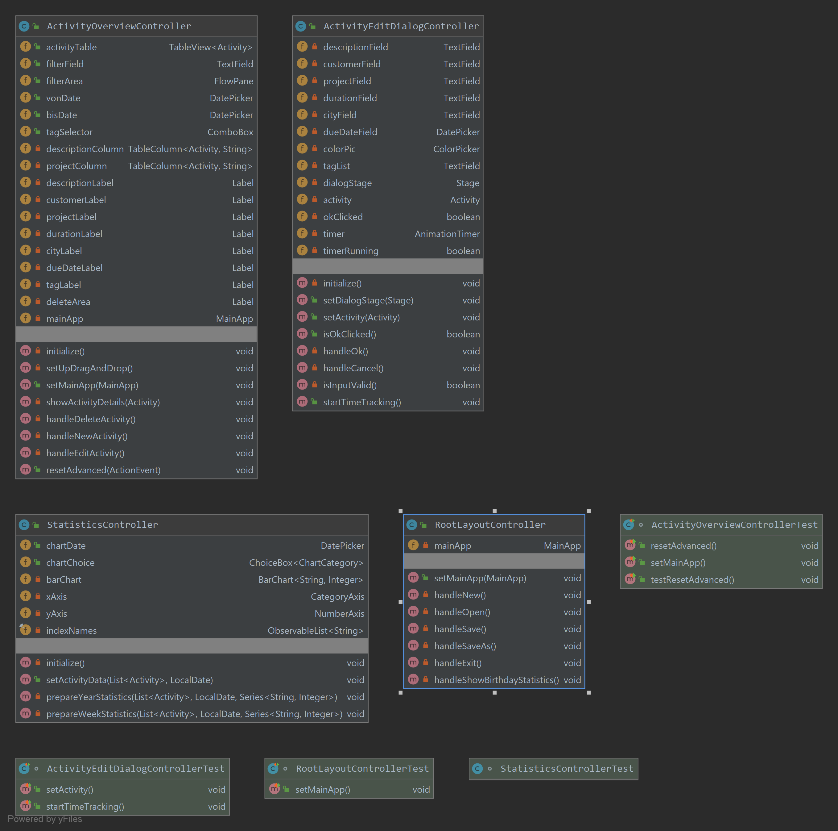 ActivityOverviewController
activityTable TableView<Activity>
filterField TextField
filterArea FlowPane
vonDate DatePicker
bisDate DatePicker
tagSelector ComboBox
descriptionColumn TableColumn<Activity, String>
projectColumn TableColumn<Activity, String>
descriptionLabel Label
customerLabel Label
projectLabel Label
durationLabel Label
cityLabel Label
dueDateLabel Label
tagLabel Label
deleteArea Label
mainApp MainApp
initialize() void
setUpDragAndDrop() void
setMainApp(MainApp) void
showActivityDetails(Activity) void
handleDeleteActivity() void
handleNewActivity() void
handleEditActivity() void
resetAdvanced(ActionEvent) void
ActivityEditDialogController
descriptionField TextField
customerField TextField
projectField TextField
durationField TextField
cityField TextField
dueDateField DatePicker
colorPic ColorPicker
tagList TextField
dialogStage Stage
activity Activity
okClicked boolean
timer AnimationTimer
timerRunning boolean
initialize() void
setDialogStage(Stage) void
setActivity(Activity) void
isOkClicked() boolean
handleOk() void
handleCancel() void
isInputValid() boolean
startTimeTracking() void
StatisticsController
chartDate DatePicker
chartChoice ChoiceBox<ChartCategory>
barChart BarChart<String, Integer>
xAxis CategoryAxis
yAxis NumberAxis
indexNames ObservableList<String>
initialize() void
setActivityData(List<Activity>, LocalDate) void
prepareYearStatistics(List<Activity>, LocalDate, Series<String, Integer>) void
prepareWeekStatistics(List<Activity>, LocalDate, Series<String, Integer>) void
RootLayoutController
mainApp MainApp
setMainApp(MainApp) void
handleNew() void
handleOpen() void
handleSave() void
handleSaveAs() void
handleExit() void
handleShowBirthdayStatistics() void
ActivityOverviewControllerTest
resetAdvanced() void
setMainApp() void
testResetAdvanced() void
ActivityEditDialogControllerTest
setActivity() void
startTimeTracking() void
RootLayoutControllerTest
setMainApp() void
StatisticsControllerTest
Powered by yFiles